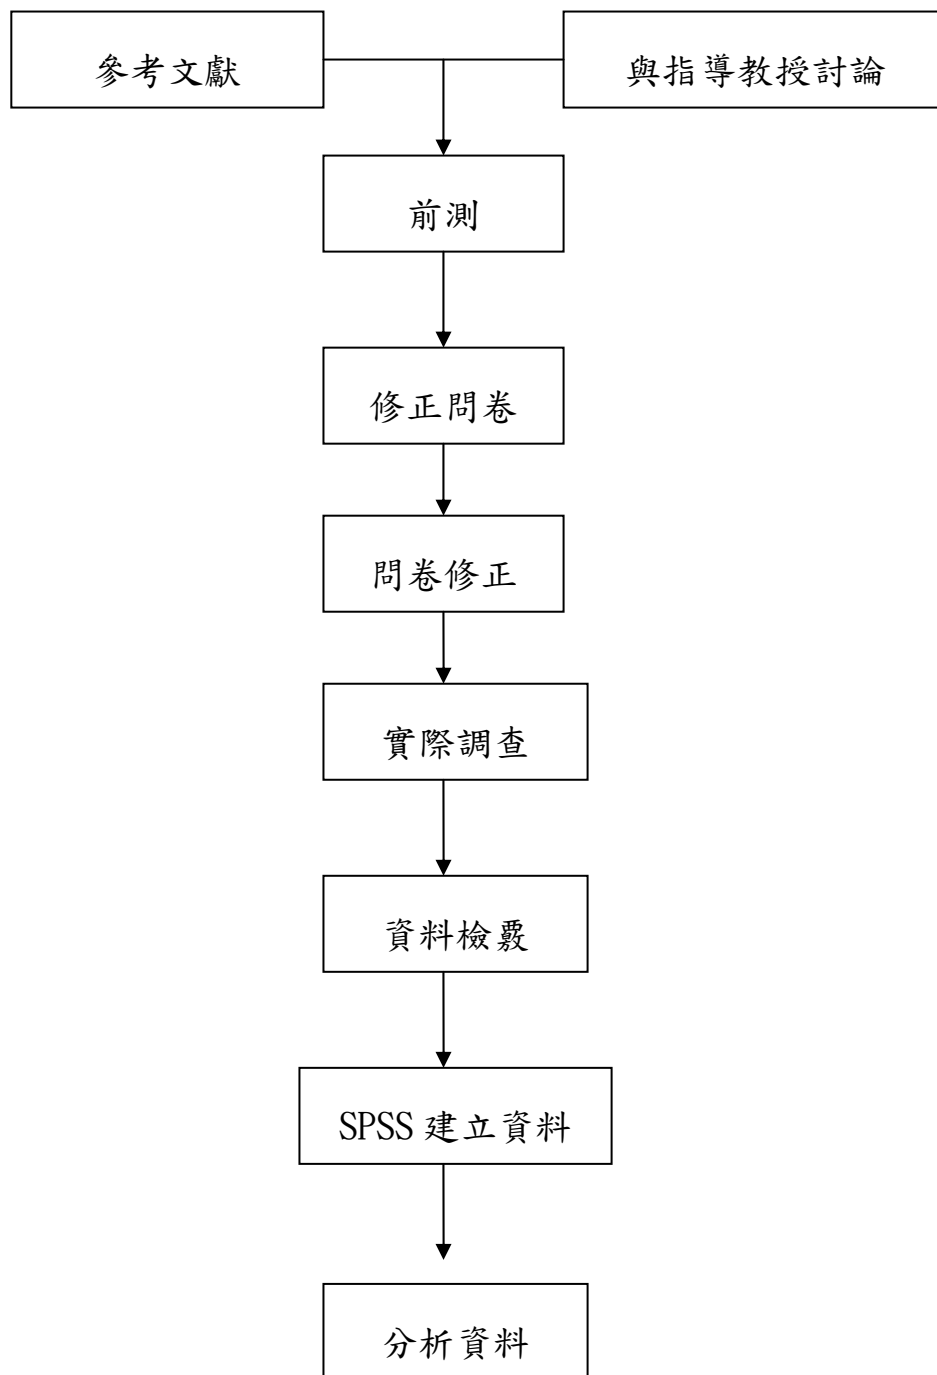 參考文獻
與指導教授討論
前測
修正問卷
問卷修正
實際調查
資料檢覈
SPSS 建立資料
分析資料